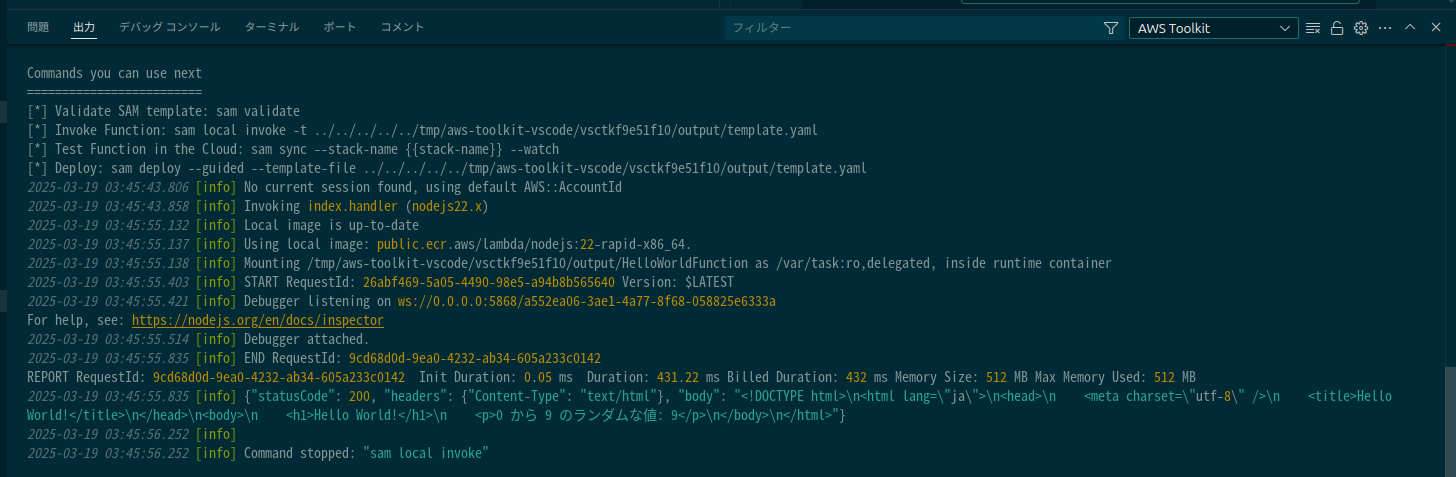 問題 出力 デバッグ コンソール ターミナル ポート コメント フィルター AWS Toolkit
Commands you can use next
=========================
[*] Validate SAM template: sam validate
[*] Invoke Function: sam local invoke -t ../../../../../tmp/aws-toolkit-vscode/vsctkf9e51f10/output/template.yaml
[*] Test Function in the Cloud: sam sync --stack-name {{stack-name}} --watch
[*] Deploy: sam deploy --guided --template-file ../../../../../tmp/aws-toolkit-vscode/vsctkf9e51f10/output/template.yaml
2025-03-19 03:45:43.806 [info] No current session found, using default AWS::AccountId
2025-03-19 03:45:43.858 [info] Invoking index.handler (nodejs22.x)
2025-03-19 03:45:55.132 [info] Local image is up-to-date
2025-03-19 03:45:55.137 [info] Using local image: public.ecr.aws/lambda/nodejs:22-rapid-x86_64.
2025-03-19 03:45:55.138 [info] Mounting /tmp/aws-toolkit-vscode/vsctkf9e51f10/output/HelloWorldFunction as /var/task:ro,delegated, inside runtime container
2025-03-19 03:45:55.403 [info] START RequestId: 26abf469-5a05-4490-98e5-a94b8b565640 Version: $LATEST
2025-03-19 03:45:55.421 [info] Debugger listening on ws://0.0.0.0:5868/a552ea06-3ae1-4a77-8f68-058825e6333a
For help, see: https://nodejs.org/en/docs/inspector
2025-03-19 03:45:55.514 [info] Debugger attached.
2025-03-19 03:45:55.835 [info] END RequestId: 9cd68d0d-9ea0-4232-ab34-605a233c0142
REPORT RequestId: 9cd68d0d-9ea0-4232-ab34-605a233c0142  Init Duration: 0.05 ms  Duration: 431.22 ms Billed Duration: 432 ms Memory Size: 512 MB Max Memory Used: 512 MB
2025-03-19 03:45:55.835 [info] {"statusCode": 200, "headers": {"Content-Type": "text/html"}, "body": "<!DOCTYPE html>\n<html lang=\"ja\">\n<head>\n    <meta charset=\"utf-8\" />\n    <title>Hello
World!</title>\n</head>\n<body>\n    <h1>Hello World!</h1>\n    <p>0 から 9 のランダムな値: 9</p>\n</body>\n</html>"}
2025-03-19 03:45:56.252 [info]
2025-03-19 03:45:56.252 [info] Command stopped: "sam local invoke"